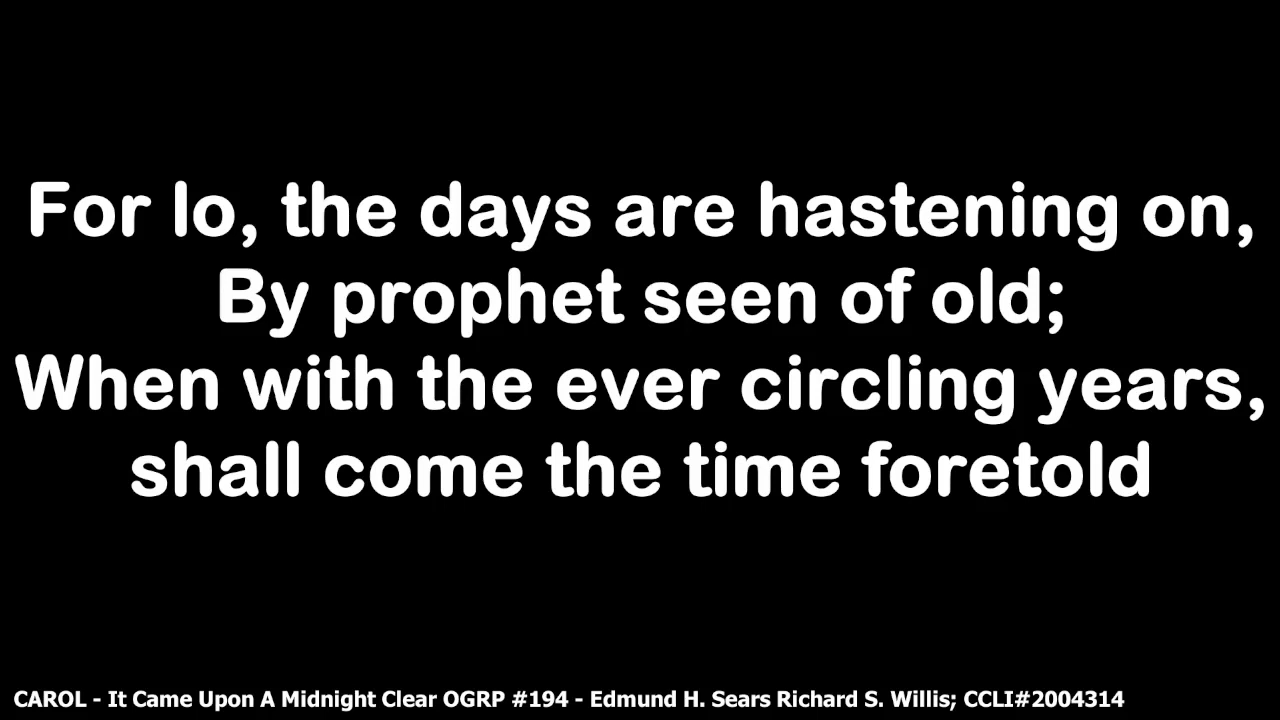 For lo, the days are hastening on,
By prophet seen of old;
When with the ever circling years,
shall come the time foretold
CAROL - It Came Upon A Midnight Clear OGRP #194 - Edmund H. Sears Richard S. Willis; CCLI#2004314